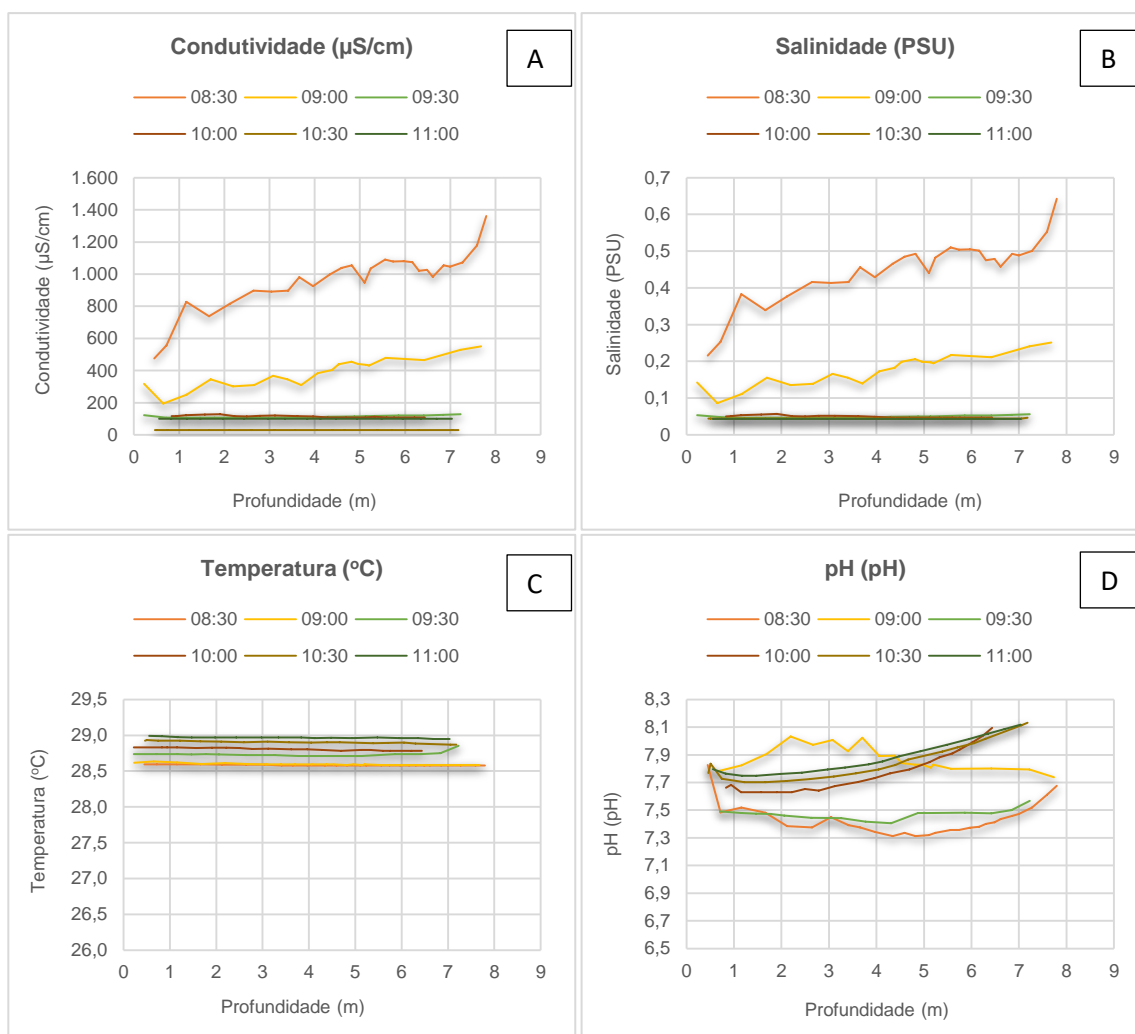 Condutividade (µS/cm)
A
08:30 09:00 09:30
10:00 10:30 11:00
1.600
1.400
1.200
1.000
800
600
400
200
0
0 1 2 3 4 5 6 7 8 9
Condutividade (µS/cm)
Profundidade (m)
Salinidade (PSU)
B
08:30 09:00 09:30
10:00 10:30 11:00
0,7
0,6
0,5
0,4
0,3
0,2
0,1
0
0 1 2 3 4 5 6 7 8 9
Salinidade (PSU)
Profundidade (m)
Temperatura (ºC)
C
08:30 09:00 09:30
10:00 10:30 11:00
29,5
29,0
28,5
28,0
27,5
27,0
26,5
26,0
0 1 2 3 4 5 6 7 8 9
Temperatura (ºC)
Profundidade (m)
pH (pH)
D
08:30 09:00 09:30
10:00 10:30 11:00
8,3
8,1
7,9
7,7
7,5
7,3
7,1
6,9
6,7
6,5
0 1 2 3 4 5 6 7 8 9
pH (pH)
Profundidade (m)